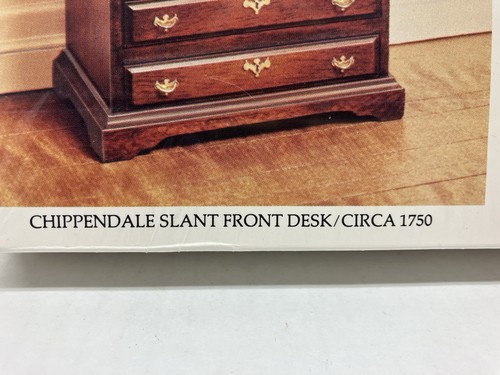 CHIPPENDALE SLANT FRONT DESK/CIRCA 1750